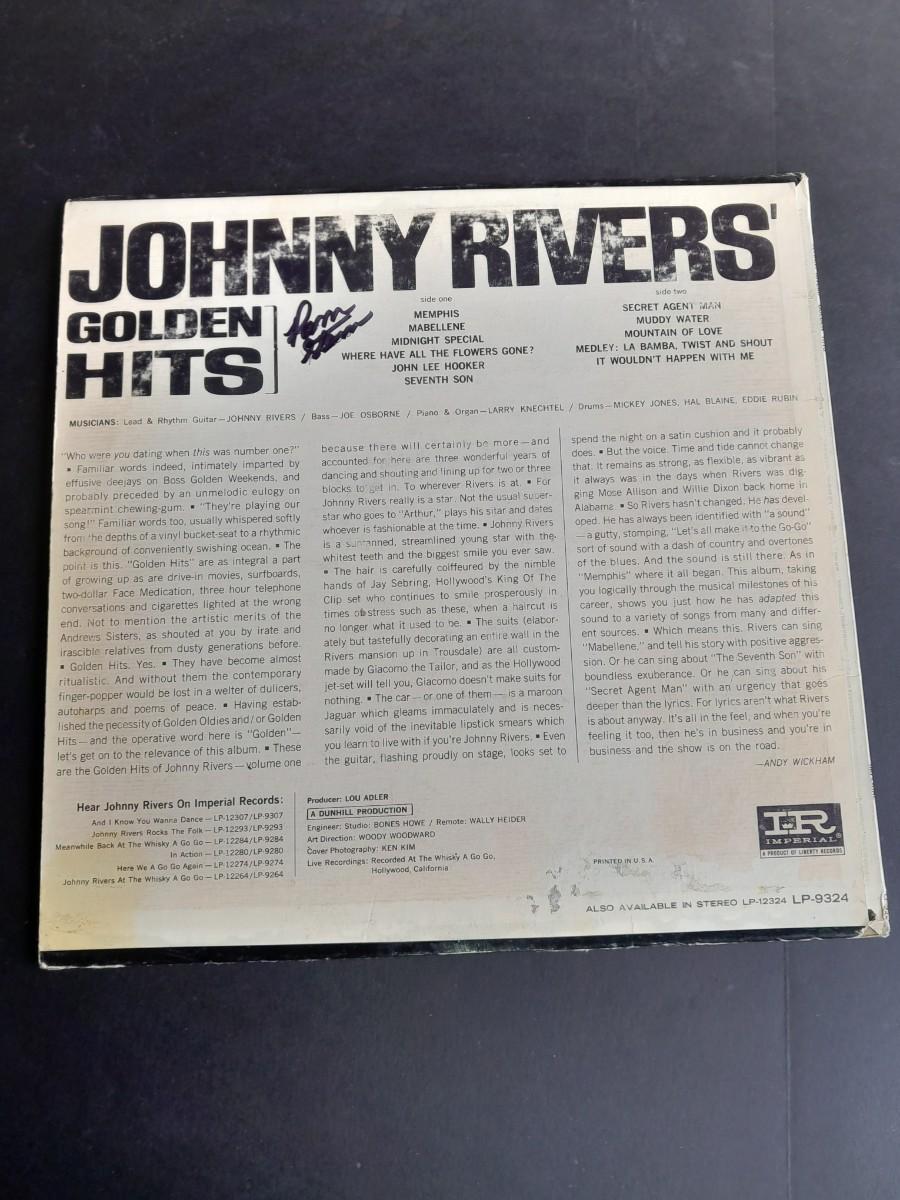 JOHNNY RIVERS'
GOLDEN
HITS
Pam
side one
MEMPHIS
MABELLENE
MIDNIGHT SPECIAL
WHERE HAVE ALL THE FLOWERS GONE?
JOHN LEE HOOKER
SEVENTH SON
side two
SECRET AGENT MAN
MUDDY WATER
MOUNTAIN OF LOVE
MEDLEY: LA BAMBA, TWIST AND SHOUT
IT WOULDN'T HAPPEN WITH ME
MUSICIANS: Lead & Rhythm Guitar—JOHNNY RIVERS / Bass—JOE OSBORNE / Piano & Organ—LARRY KNECHTEL / Drums—MICKEY JONES, HAL BLAINE, EDDIE RUBIN
"Who were you dating when this was number one?"
▪ Familiar words indeed, intimately imparted by
effusive deejays on Boss Golden Weekends, and
probably preceded by an unmelodic eulogy on
spearmint chewing-gum. ▪ "They're playing our
song!" Familiar words too, usually whispered softly
from the depths of a vinyl bucket-seat to a rhythmic
background of conveniently swishing ocean. ▪ The
point is this. "Golden Hits" are as integral a part
of growing up as are drive-in movies, surfboards,
two-dollar Face Medication, three hour telephone
conversations and cigarettes lighted at the wrong
end. Not to mention the artistic merits of the
Andrews Sisters, as shouted at you by irate and
irascible relatives from dusty generations before.
▪ Golden Hits. Yes. ▪ They have become almost
ritualistic. And without them the contemporary
finger-popper would be lost in a welter of dulicers,
autoharps and poems of peace. ▪ Having estab-
lished the necessity of Golden Oldies and/or Golden
Hits—and the operative word here is "Golden"—
let's get on to the relevance of this album. ▪ These
are the Golden Hits of Johnny Rivers—volume one
because there will certainly be more—and
accounted for here are three wonderful years of
dancing and shouting and lining up for two or three
blocks to get in. To wherever Rivers is at. ▪ For
Johnny Rivers really is a star. Not the usual super-
star who goes to "Arthur," plays his sitar and dates
whoever is fashionable at the time. ▪ Johnny Rivers
is a suntanned, streamlined young star with the
whitest teeth and the biggest smile you ever saw.
▪ The hair is carefully coiffeured by the nimble
hands of Jay Sebring, Hollywood's King Of The
Clip set who continues to smile prosperously in
times of stress such as these, when a haircut is
no longer what it used to be. ▪ The suits (elabor-
ately but tastefully decorating an entire wall in the
Rivers mansion up in Trousdale) are all custom-
made by Giacomo the Tailor, and as the Hollywood
jet-set will tell you, Giacomo doesn't make suits for
nothing. ▪ The car—or one of them—is a maroon
Jaguar which gleams immaculately and is neces-
sarily void of the inevitable lipstick smears which
you learn to live with if you're Johnny Rivers. ▪ Even
the guitar, flashing proudly on stage, looks set to
spend the night on a satin cushion and it probably
does. ▪ But the voice. Time and tide cannot change
that. It remains as strong, as flexible, as vibrant as
it always was in the days when Rivers was dig-
ging Mose Allison and Willie Dixon back home in
Alabama. ▪ So Rivers hasn't changed. He has devel-
oped. He has always been identified with "a sound"
—a gutty, stomping, "Let's all make it to the Go-Go"
sort of sound with a dash of country and overtones
of the blues. And the sound is still there. As in
"Memphis" where it all began. This album, taking
you logically through the musical milestones of his
career, shows you just how he has adapted this
sound to a variety of songs from many and differ-
ent sources. ▪ Which means this. Rivers can sing
"Mabellene," and tell his story with positive aggres-
sion. Or he can sing about "The Seventh Son" with
boundless exuberance. Or he can sing about his
"Secret Agent Man" with an urgency that goes
deeper than the lyrics. For lyrics aren't what Rivers
is about anyway. It's all in the feel, and when you're
feeling it too, then he's in business and you're in
business and the show is on the road.
—ANDY WICKHAM
Hear Johnny Rivers On Imperial Records:
And I Know You Wanna Dance — LP-12307/LP-9307
Johnny Rivers Rocks The Folk — LP-12293/LP-9293
Meanwhile Back At The Whisky A Go Go — LP-12284/LP-9284
In Action — LP-12280/LP-9280
Here We A Go Go Again — LP-12274/LP-9274
Johnny Rivers At The Whisky A Go Go — LP-12264/LP-9264
Producer: LOU ADLER
A DUNHILL PRODUCTION
Engineer: Studio: BONES HOWE / Remote: WALLY HEIDER
Art Direction: WOODY WOODWARD
Cover Photography: KEN KIM
Live Recordings: Recorded At The Whisky A Go Go,
Hollywood, California
PRINTED IN U.S.A.
IR
IMPERIAL®
A PRODUCT OF LIBERTY RECORDS
ALSO AVAILABLE IN STEREO LP-12324 LP-9324